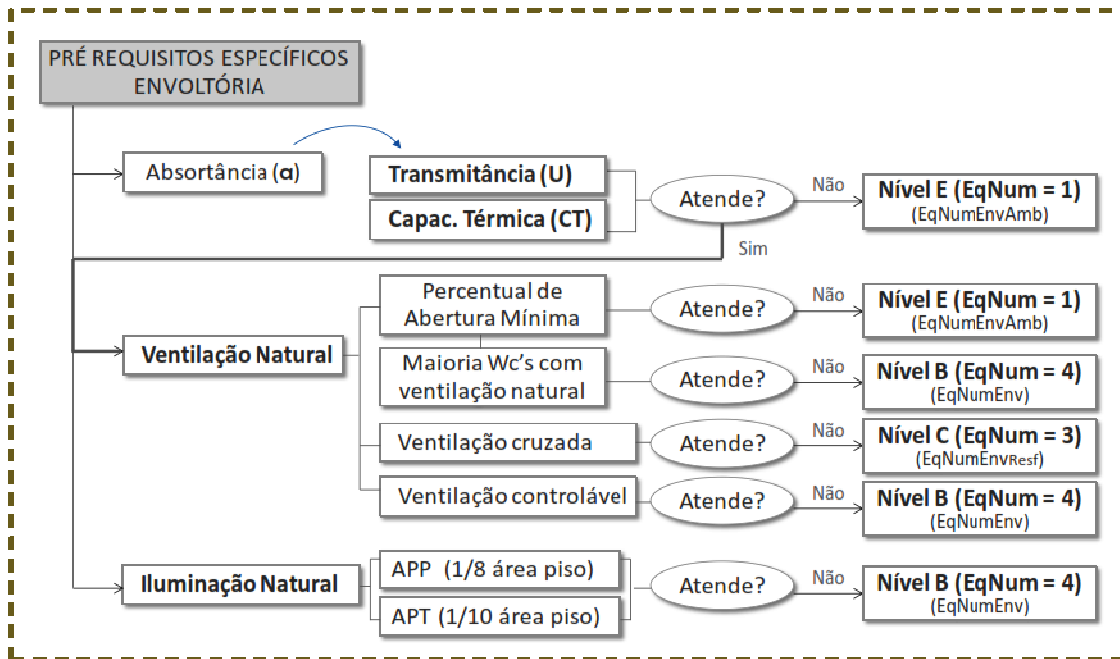 PRÉ REQUISITOS ESPECÍFICOS
ENVOLTÓRIA
Absortância (α)
Transmitância (U)
Capac. Térmica (CT)
Atende?
Não
Nível E (EqNum = 1)
(EqNumEnvAmb)
Sim
Ventilação Natural
Percentual de
Abertura Mínima
Atende?
Não
Nível E (EqNum = 1)
(EqNumEnvAmb)
Maioria Wc's com
ventilação natural
Atende?
Não
Nível B (EqNum = 4)
(EqNumEnv)
Ventilação cruzada
Atende?
Não
Nível C (EqNum = 3)
(EqNumEnvResf)
Ventilação controlável
Atende?
Não
Nível B (EqNum = 4)
(EqNumEnv)
Iluminação Natural
APP (1/8 área piso)
APT (1/10 área piso)
Atende?
Não
Nível B (EqNum = 4)
(EqNumEnv)